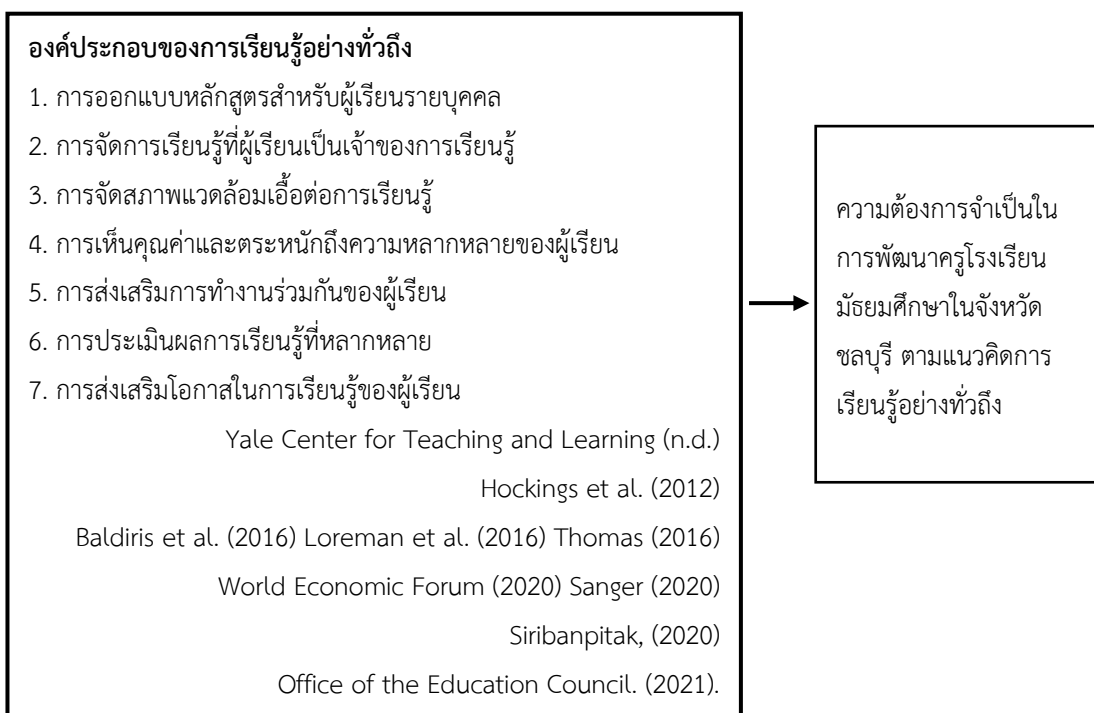 องค์ประกอบของการเรียนรู้อย่างทั่วถึง
1. การออกแบบหลักสูตรสำหรับผู้เรียนรายบุคคล
2. การจัดการเรียนรู้ที่ผู้เรียนเป็นเจ้าของการเรียนรู้
3. การจัดสภาพแวดล้อมเอื้อต่อการเรียนรู้
4. การเห็นคุณค่าและตระหนักถึงความหลากหลายของผู้เรียน
5. การส่งเสริมการทำงานร่วมกันของผู้เรียน
6. การประเมินผลการเรียนรู้ที่หลากหลาย
7. การส่งเสริมโอกาสในการเรียนรู้ของผู้เรียน
Yale Center for Teaching and Learning (n.d.)
Hockings et al. (2012)
Baldiris et al. (2016) Loreman et al. (2016) Thomas (2016)
World Economic Forum (2020) Sanger (2020)
Siribanpitak, (2020)
Office of the Education Council. (2021).
ความต้องการจำเป็นใน
การพัฒนาครูโรงเรียน
มัธยมศึกษาในจังหวัด
ชลบุรี ตามแนวคิดการ
เรียนรู้อย่างทั่วถึง